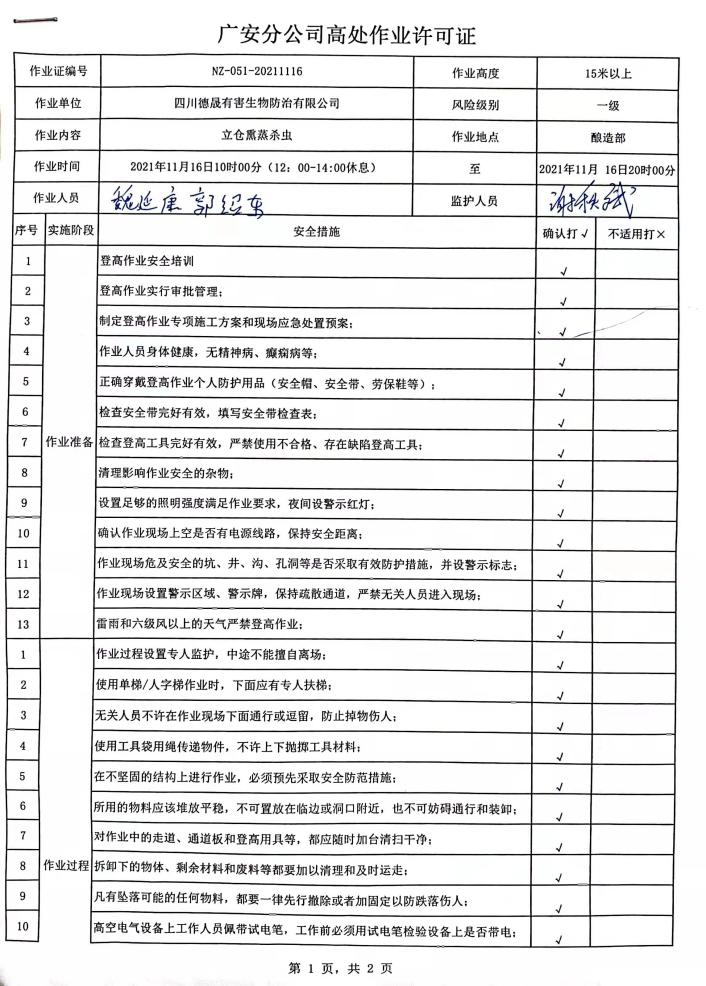 广安分公司高处作业许可证
作业证编号 NZ-051-20211116 作业高度 15米以上
作业单位 四川德晟有害生物防治有限公司 风险级别 一级
作业内容 立仓熏蒸杀虫 作业地点 酿造部
作业时间 2021年11月16日10时00分（12：00-14:00休息） 至 2021年11月 16日20时00分
作业人员 魏延康 郭绍东 监护人员 谢秋斌
序号 实施阶段 安全措施 确认打√ 不适用打×
1 登高作业安全培训 √
2 登高作业实行审批管理； √
3 制定登高作业专项施工方案和现场应急处置预案； √
4 作业人员身体健康，无精神病、癫痫病等； √
5 正确穿戴登高作业个人防护用品（安全帽、安全带、劳保鞋等）； √
6 检查安全带完好有效，填写安全带检查表； √
7 作业准备 检查登高工具完好有效，严禁使用不合格、存在缺陷登高工具； √
8 清理影响作业安全的杂物； √
9 设置足够的照明强度满足作业要求，夜间设警示红灯； √
10 确认作业现场上空是否有电源线路，保持安全距离； √
11 作业现场危及安全的坑、井、沟、孔洞等是否采取有效防护措施，并设警示标志； √
12 作业现场设置警示区域、警示牌，保持疏散通道，严禁无关人员进入现场； √
13 雷雨和六级风以上的天气严禁登高作业； √
1 作业过程设置专人监护，中途不能擅自离场； √
2 使用单梯/人字梯作业时，下面应有专人扶梯； √
3 无关人员不许在作业现场下面通行或逗留，防止掉物伤人； √
4 使用工具袋用绳传递物件，不许上下抛掷工具材料； √
5 在不坚固的结构上进行作业，必须预先采取安全防范措施； √
6 所用的物料应该堆放平稳，不可置放在临边或洞口附近，也不可妨碍通行和装卸； √
7 对作业中的走道、通道板和登高用具等，都应随时加台清扫干净； √
8 作业过程 拆卸下的物体、剩余材料和废料等都要加以清理和及时运走； √
9 凡有坠落可能的任何物料，都要一律先行撤除或者加固定以防跌落伤人； √
10 高空电气设备上工作人员佩带试电笔，工作前必须用试电笔检验设备上是否带电； √
第 1 页，共 2 页